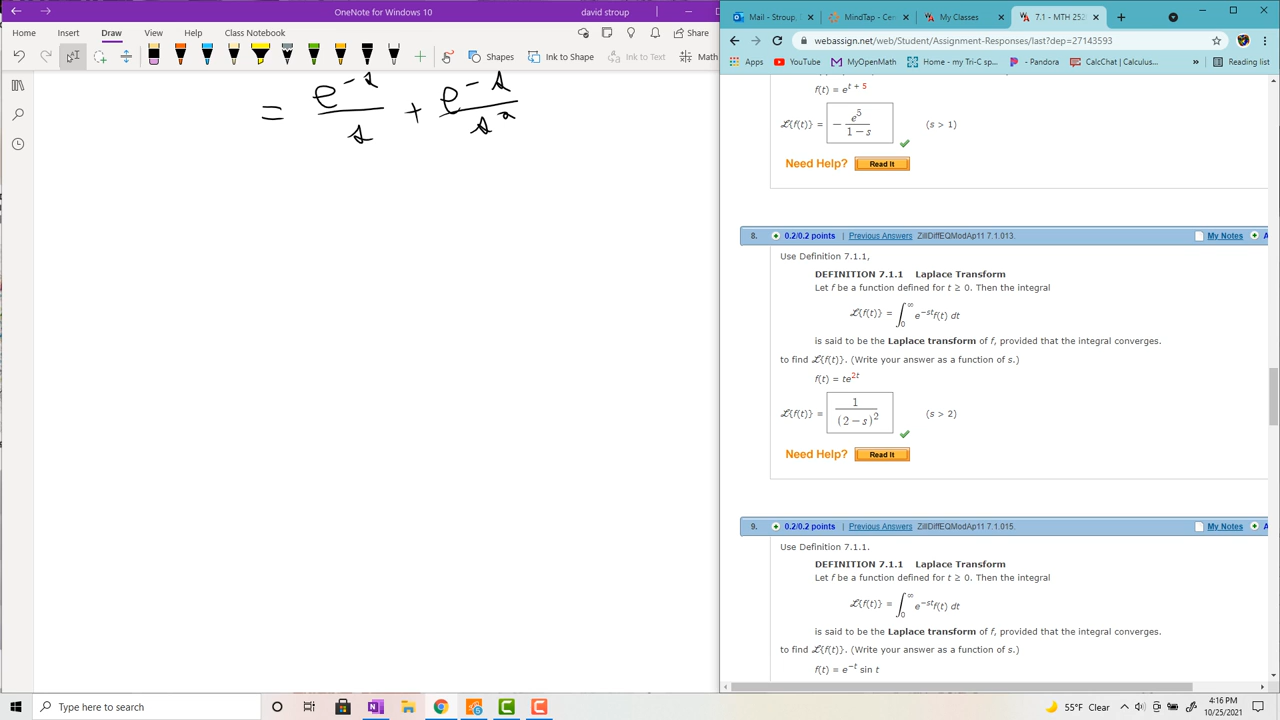 OneNote for Windows 10
david stroup
Home Insert Draw View Help Class Notebook Share
Shapes Ink to Shape Ink to Text Math
= e^{-s}/s + e^{-s}/s^2
Mail - Stroup,
MindTap - Cen
My Classes
7.1 - MTH 252
webassign.net/web/Student/Assignment-Responses/last?dep=27143593
Apps YouTube MyOpenMath Home - my Tri-C sp... - Pandora CalcChat | Calculus... Reading list
f(t) = e^{t + 5}
ℒ{f(t)} = -e^5/(1 − s) (s > 1)
Need Help? Read It
8. 0.2/0.2 points | Previous Answers ZillDiffEQModAp11 7.1.013. My Notes A
Use Definition 7.1.1,
DEFINITION 7.1.1 Laplace Transform
Let f be a function defined for t ≥ 0. Then the integral
ℒ{f(t)} = ∫_0^∞ e^{−st}f(t) dt
is said to be the Laplace transform of f, provided that the integral converges.
to find ℒ{f(t)}. (Write your answer as a function of s.)
f(t) = te^{2t}
ℒ{f(t)} = 1/(2 − s)^2 (s > 2)
Need Help? Read It
9. 0.2/0.2 points | Previous Answers ZillDiffEQModAp11 7.1.015. My Notes A
Use Definition 7.1.1.
DEFINITION 7.1.1 Laplace Transform
Let f be a function defined for t ≥ 0. Then the integral
ℒ{f(t)} = ∫_0^∞ e^{−st}f(t) dt
is said to be the Laplace transform of f, provided that the integral converges.
to find ℒ{f(t)}. (Write your answer as a function of s.)
f(t) = e^{−t} sin t
Type here to search
55°F Clear
4:16 PM
10/25/2021